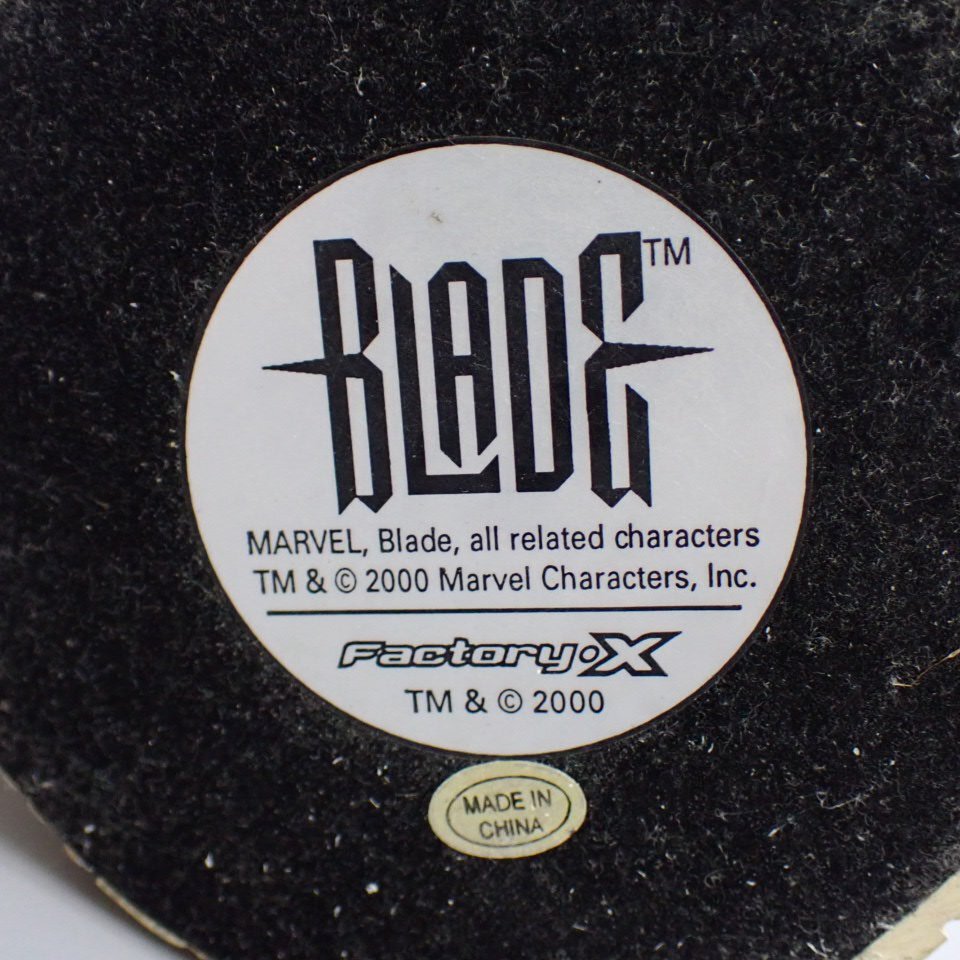 BLADE™
MARVEL, Blade, all related characters
TM & © 2000 Marvel Characters, Inc.
Factory·X
TM & © 2000
MADE IN
CHINA